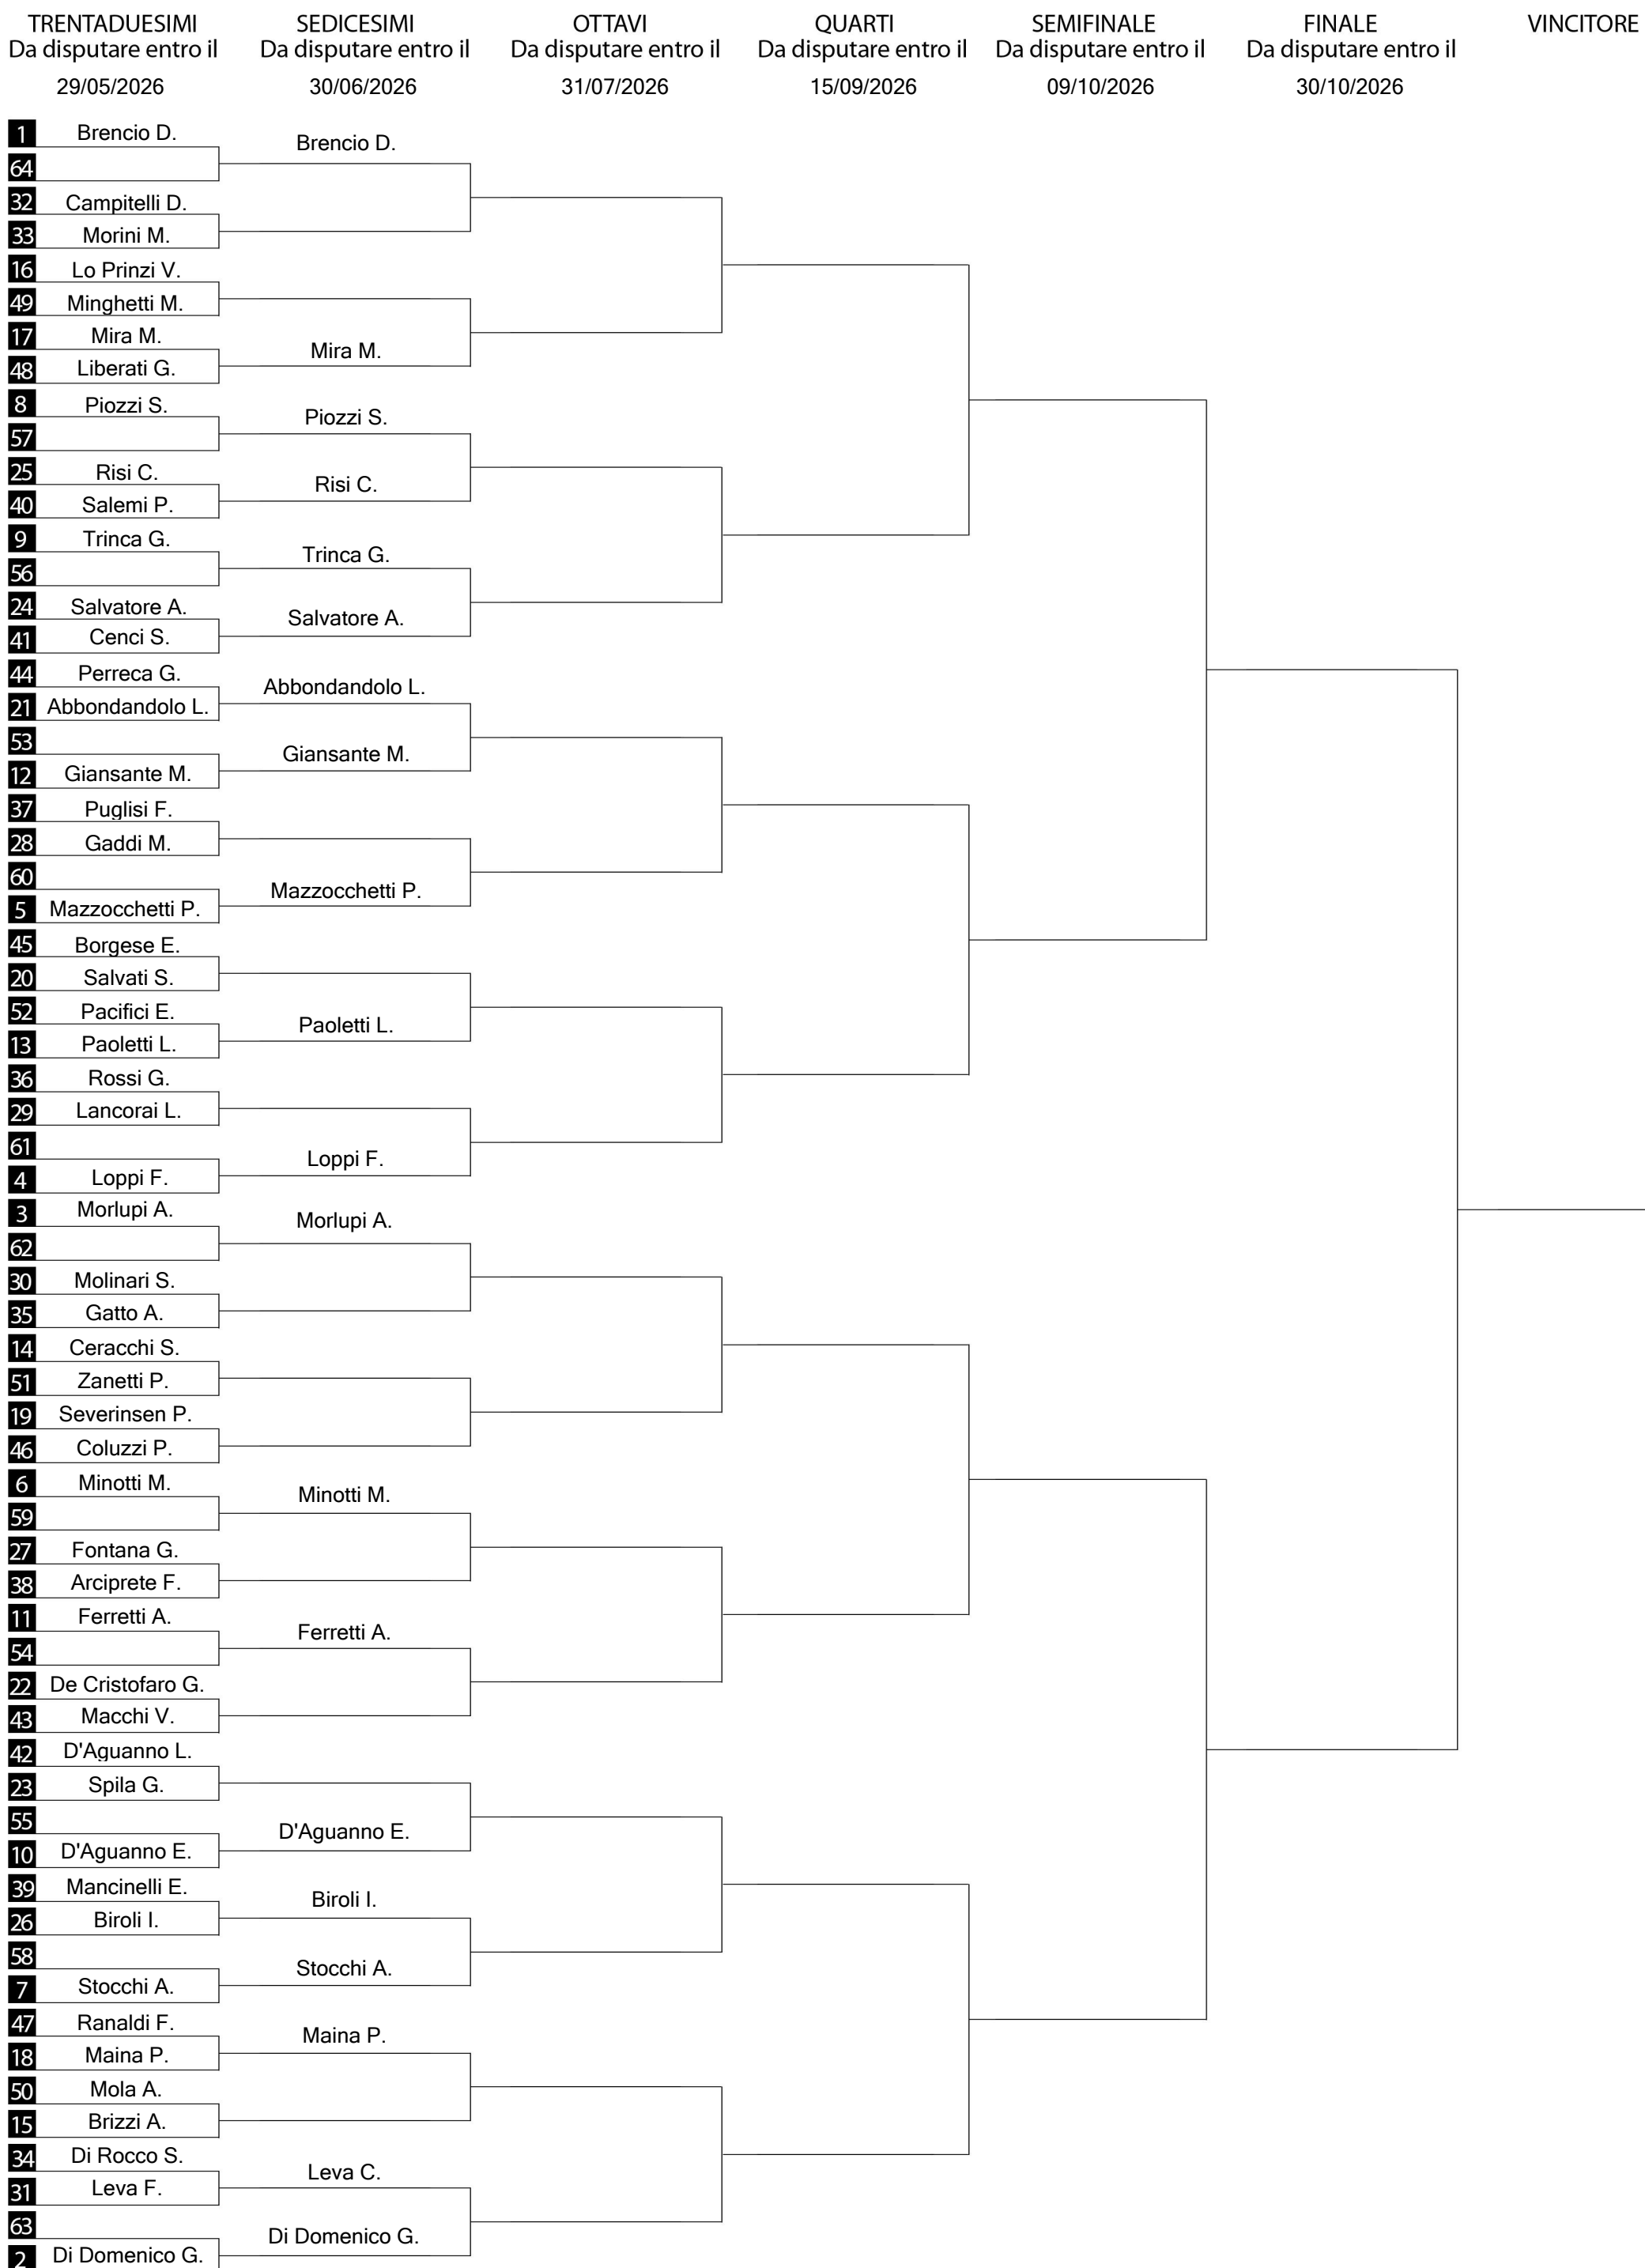 TRENTADUESIMI
Da disputare entro il
29/05/2026
SEDICESIMI
Da disputare entro il
30/06/2026
OTTAVI
Da disputare entro il
31/07/2026
QUARTI
Da disputare entro il
15/09/2026
SEMIFINALE
Da disputare entro il
09/10/2026
FINALE
Da disputare entro il
30/10/2026
VINCITORE
1 Brencio D.
64
32 Campitelli D.
33 Morini M.
16 Lo Prinzi V.
49 Minghetti M.
17 Mira M.
48 Liberati G.
8 Piozzi S.
57
25 Risi C.
40 Salemi P.
9 Trinca G.
56
24 Salvatore A.
41 Cenci S.
44 Perreca G.
21 Abbondandolo L.
53
12 Giansante M.
37 Puglisi F.
28 Gaddi M.
60
5 Mazzocchetti P.
45 Borgese E.
20 Salvati S.
52 Pacifici E.
13 Paoletti L.
36 Rossi G.
29 Lancorai L.
61
4 Loppi F.
3 Morlupi A.
62
30 Molinari S.
35 Gatto A.
14 Ceracchi S.
51 Zanetti P.
19 Severinsen P.
46 Coluzzi P.
6 Minotti M.
59
27 Fontana G.
38 Arciprete F.
11 Ferretti A.
54
22 De Cristofaro G.
43 Macchi V.
42 D'Aguanno L.
23 Spila G.
55
10 D'Aguanno E.
39 Mancinelli E.
26 Biroli I.
58
7 Stocchi A.
47 Ranaldi F.
18 Maina P.
50 Mola A.
15 Brizzi A.
34 Di Rocco S.
31 Leva F.
63
2 Di Domenico G.
Brencio D.
Mira M.
Piozzi S.
Risi C.
Trinca G.
Salvatore A.
Abbondandolo L.
Giansante M.
Mazzocchetti P.
Paoletti L.
Loppi F.
Morlupi A.
Minotti M.
Ferretti A.
D'Aguanno E.
Biroli I.
Stocchi A.
Maina P.
Leva C.
Di Domenico G.